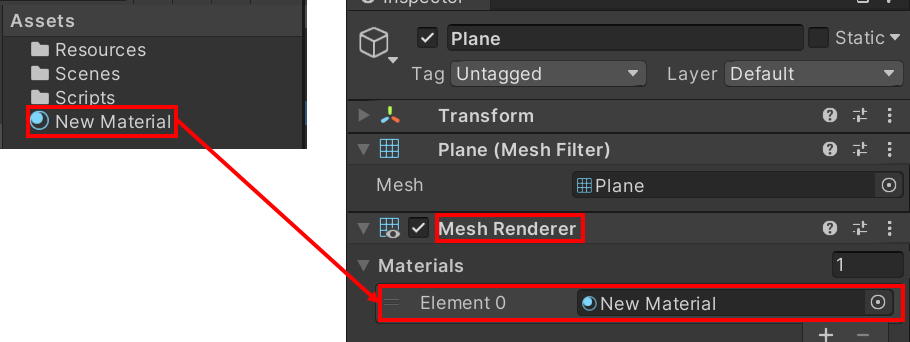 Assets
Resources
Scenes
Scripts
New Material
Inspector
Plane
Static
Tag Untagged Layer Default
Transform
Plane (Mesh Filter)
Mesh Plane
Mesh Renderer
Materials 1
Element 0 New Material